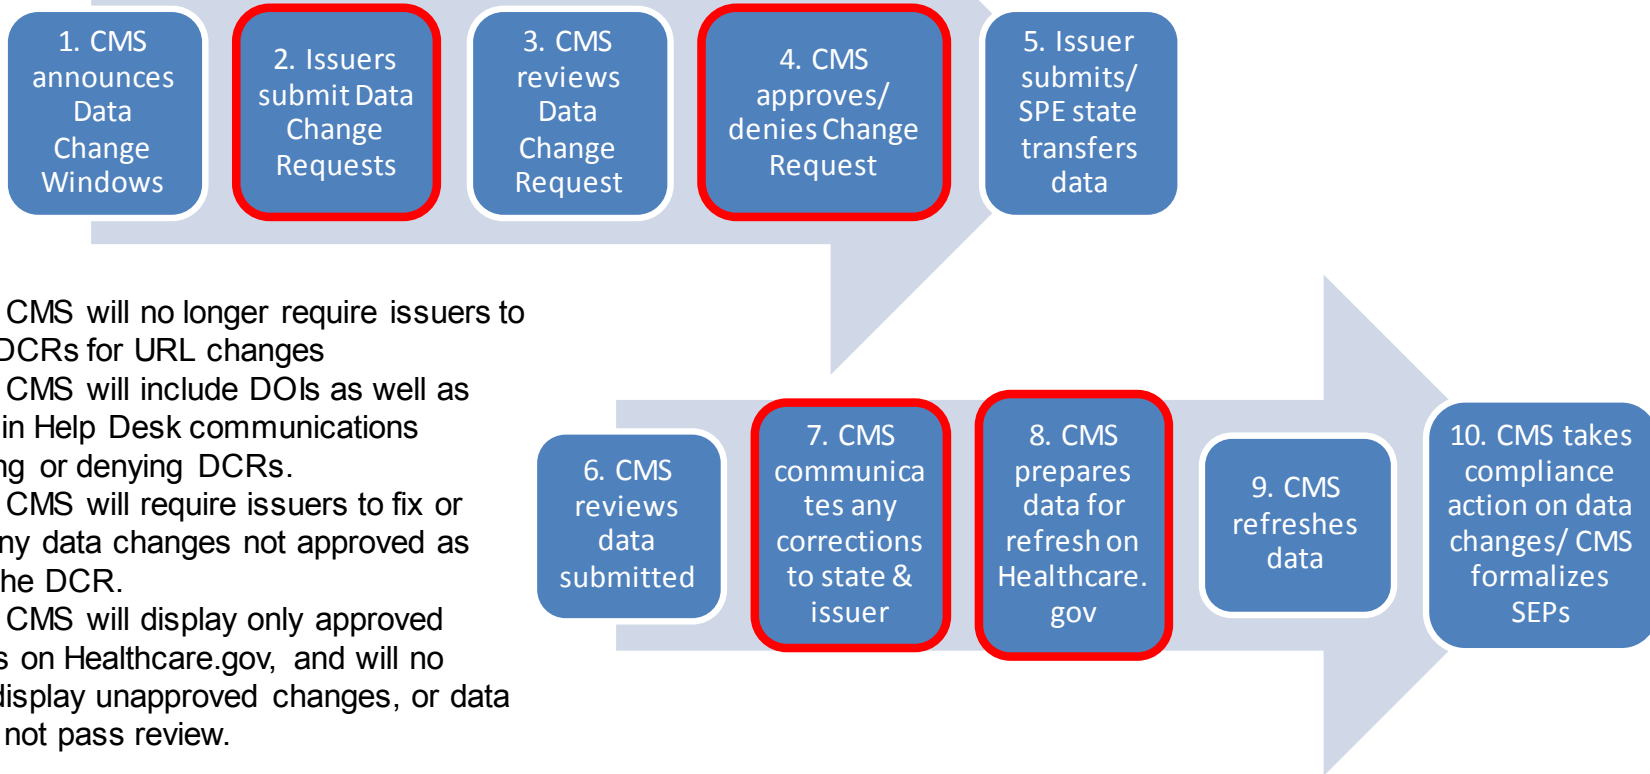 1. CMS
announces
Data
Change
Windows
2. Issuers
submit Data
Change
Requests
3. CMS
reviews
Data
Change
Request
4. CMS
approves/
denies Change
Request
5. Issuer
submits/
SPE state
transfers
data
CMS will no longer require issuers to
DCRs for URL changes
CMS will include DOIs as well as
in Help Desk communications
ng or denying DCRs.
CMS will require issuers to fix or
ny data changes not approved as
he DCR.
CMS will display only approved
s on Healthcare.gov, and will no
display unapproved changes, or data
not pass review.
6. CMS
reviews
data
submitted
7. CMS
communica
tes any
corrections
to state &
issuer
8. CMS
prepares
data for
refresh on
Healthcare.
gov
9. CMS
refreshes
data
10. CMS takes
compliance
action on data
changes/ CMS
formalizes
SEPs